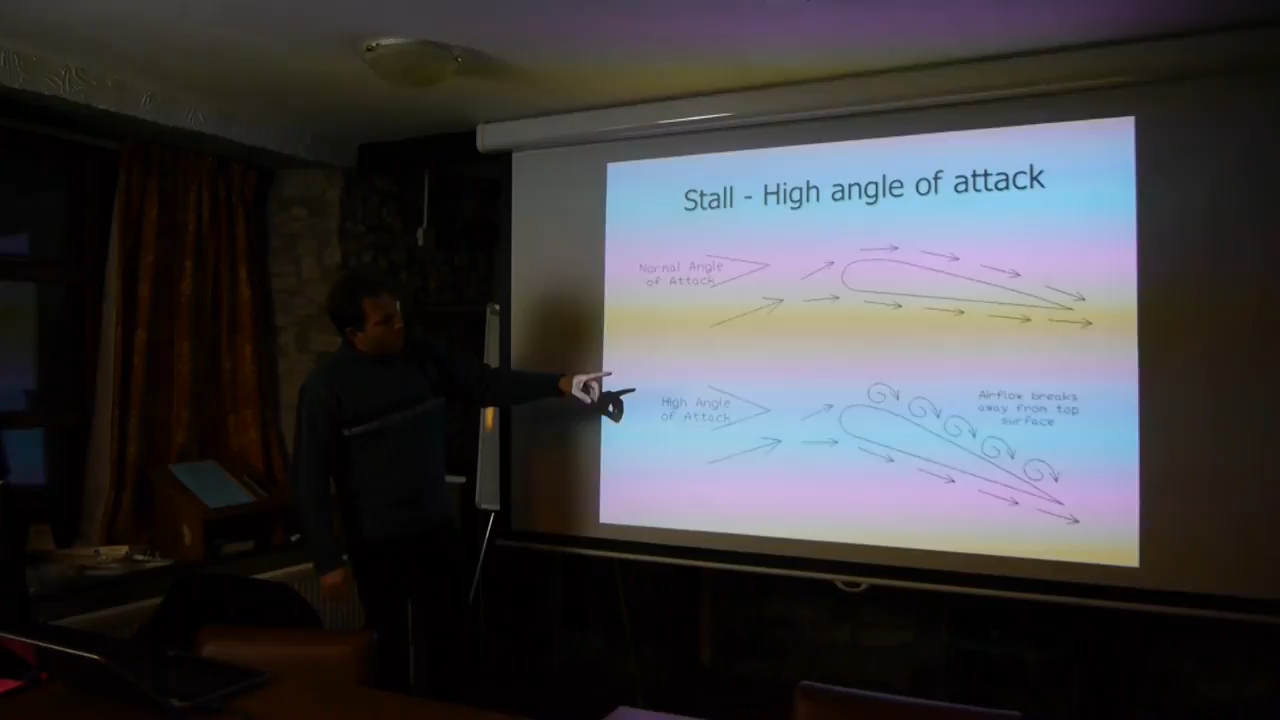 Stall - High angle of attack
Normal Angle
of Attack
High Angle
of Attack
Airflow breaks
away from top
surface